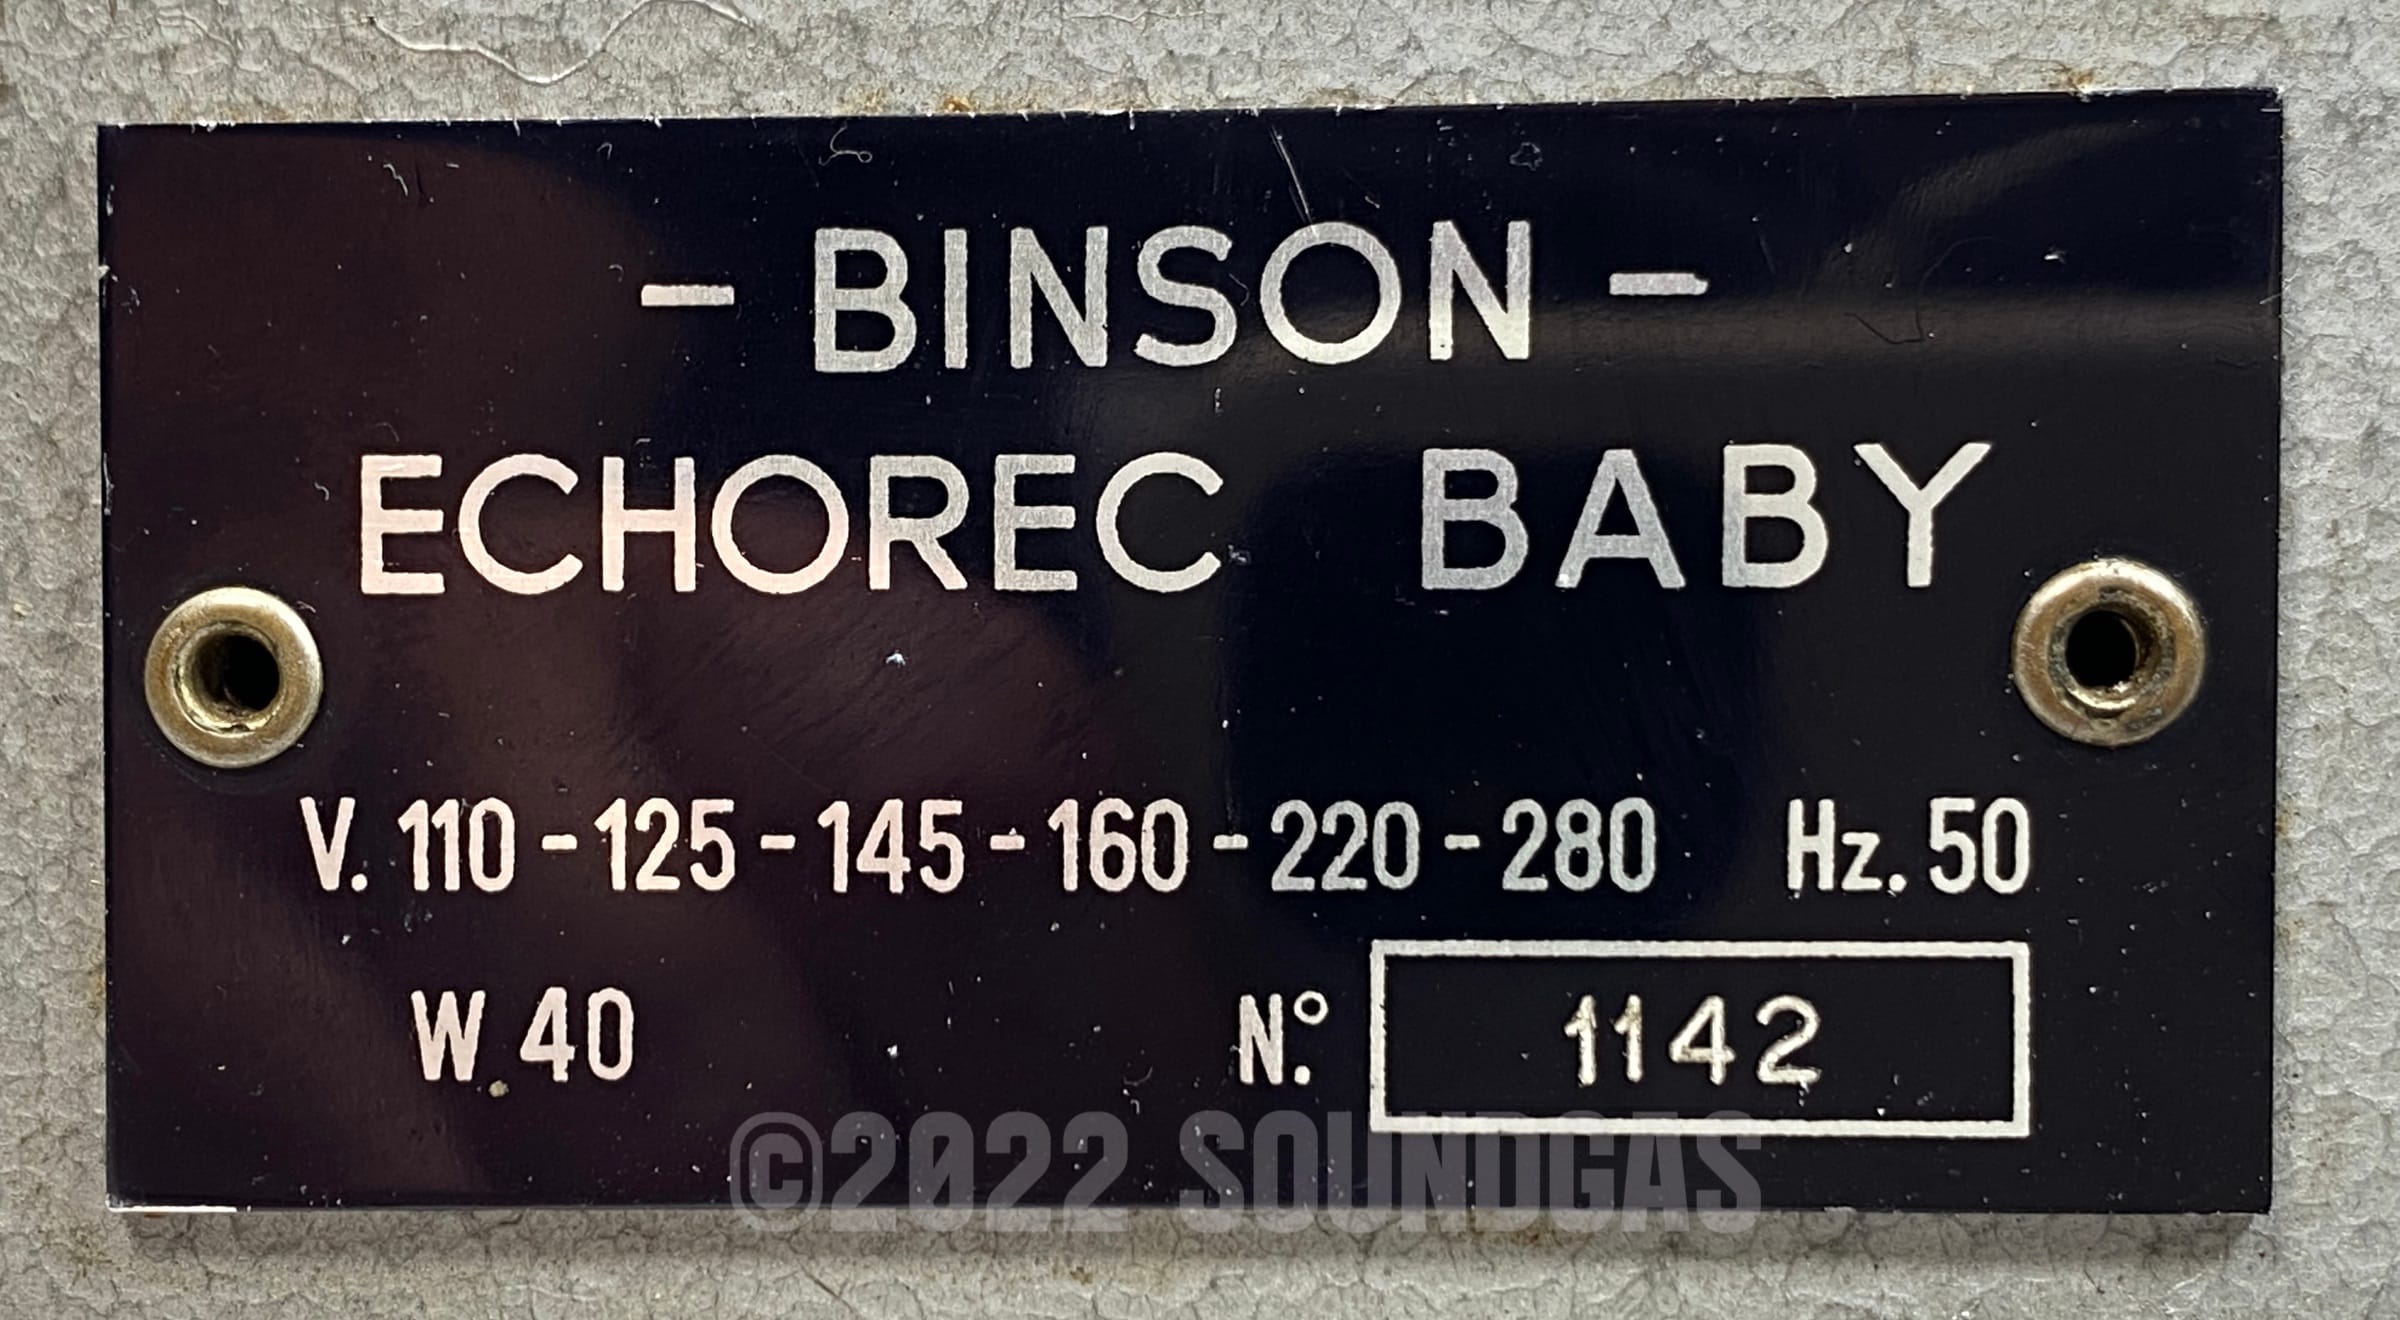 - BINSON -
ECHOREC BABY
V. 110 - 125 - 145 - 160 - 220 - 280 Hz. 50
W. 40 N.° 1142
©2022 SOUNDGAS